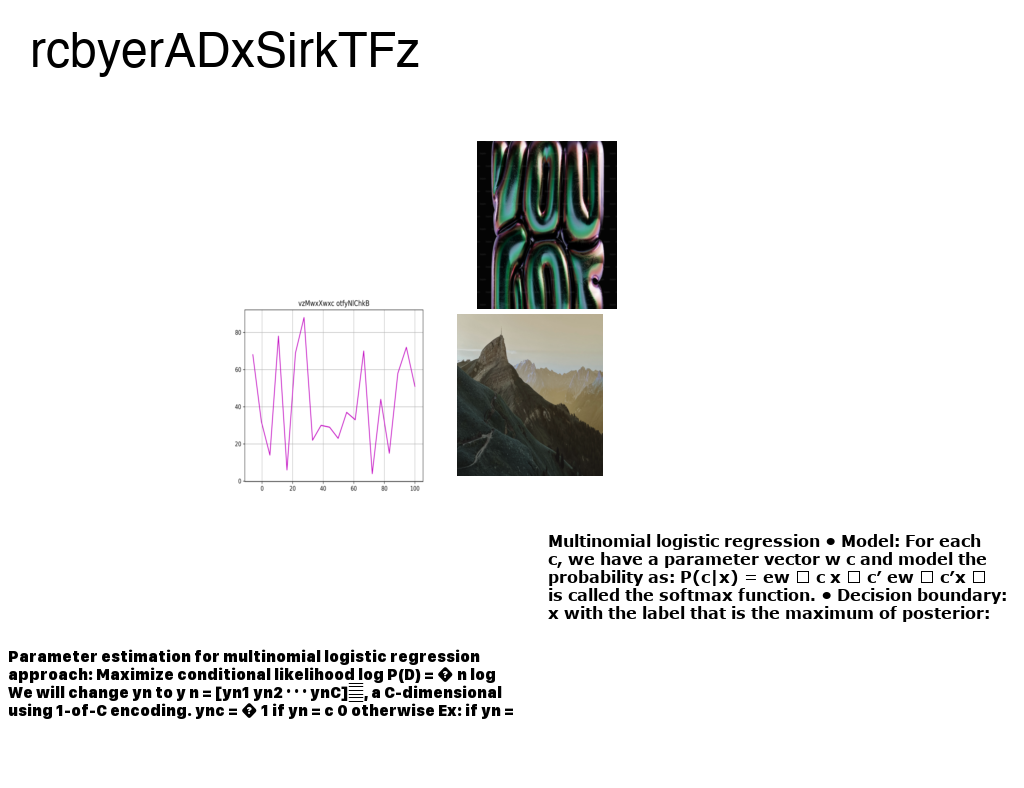 rcbyerADxSirkTFz
YOU
vzMwxXwxc otfyNlChkB
80
60
40
20
0
0 20 40 60 80 100
Multinomial logistic regression ● Model: For each
c, we have a parameter vector w c and model the
probability as: P(c|x) = ew □ c x □ c′ ew □ c′x □
is called the softmax function. ● Decision boundary:
x with the label that is the maximum of posterior:
Parameter estimation for multinomial logistic regression
approach: Maximize conditional likelihood log P(D) = � n log
We will change yn to y n = [yn1 yn2 · · · ynC] , a C-dimensional
using 1-of-C encoding. ync = � 1 if yn = c 0 otherwise Ex: if yn =